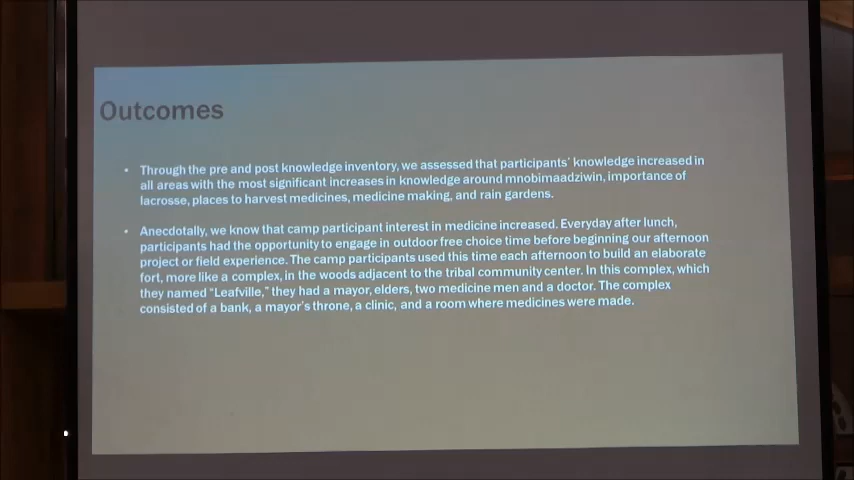 Outcomes
• Through the pre and post knowledge inventory, we assessed that participants' knowledge increased in
all areas with the most significant increases in knowledge around mnobimaadziwin, importance of
lacrosse, places to harvest medicines, medicine making, and rain gardens.
• Anecdotally, we know that camp participant interest in medicine increased. Everyday after lunch,
participants had the opportunity to engage in outdoor free choice time before beginning our afternoon
project or field experience. The camp participants used this time each afternoon to build an elaborate
fort, more like a complex, in the woods adjacent to the tribal community center. In this complex, which
they named "Leafville," they had a mayor, elders, two medicine men and a doctor. The complex
consisted of a bank, a mayor's throne, a clinic, and a room where medicines were made.